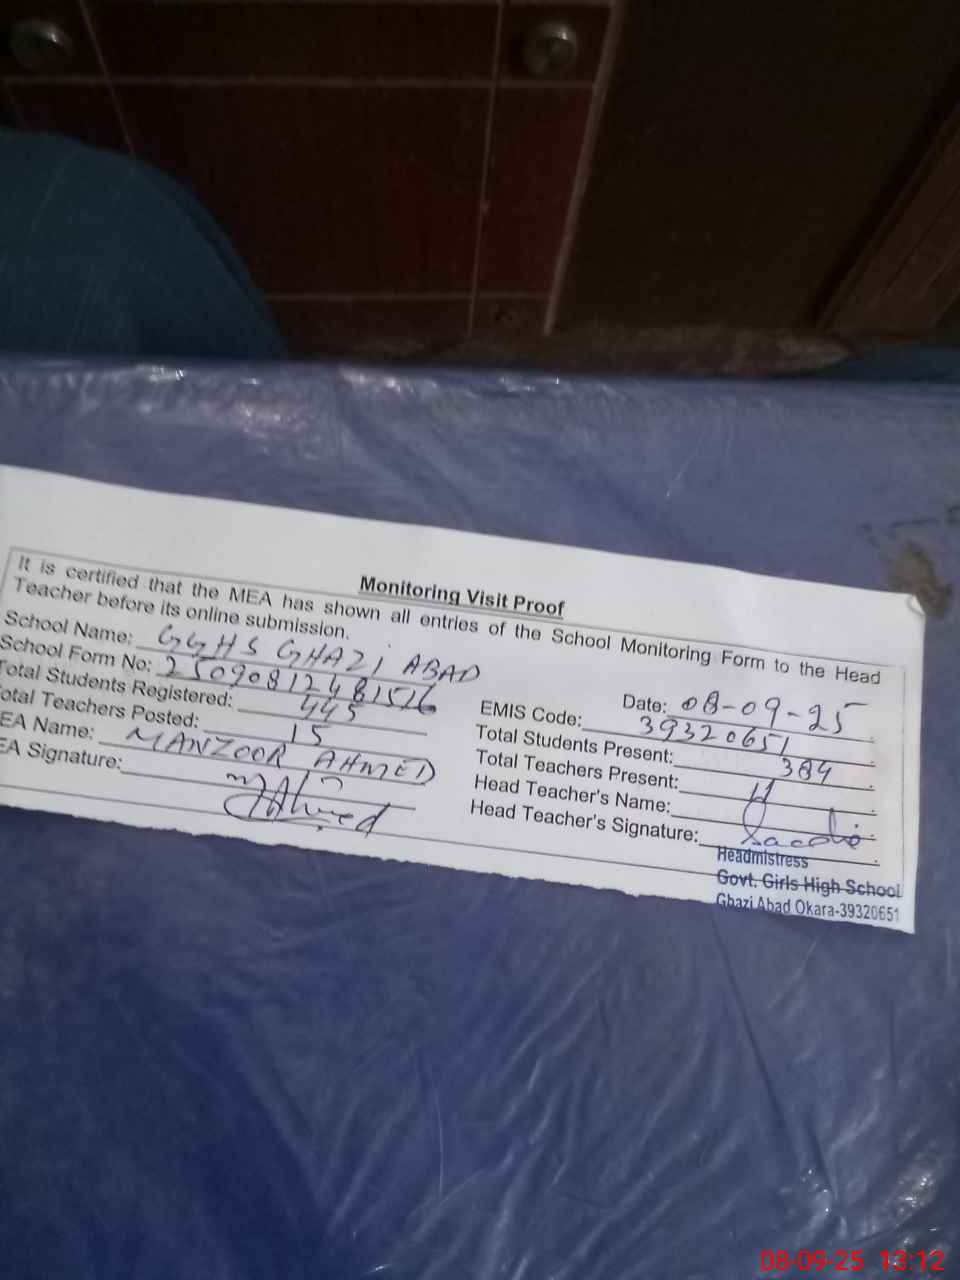 Monitoring Visit Proof
It is certified that the MEA has shown all entries of the School Monitoring Form to the Head
Teacher before its online submission.
School Name: GGHS GHAZI ABAD
Date: 08-09-25
School Form No: 25090812481516
EMIS Code: 39320651
Total Students Registered: 445
Total Students Present: 384
Total Teachers Posted: 15
Total Teachers Present: 11
EA Name: MANZOOR AHMED
Head Teacher's Name:
EA Signature: Ahmed
Head Teacher's Signature:
Headmistress
Govt. Girls High School
Ghazi Abad Okara-39320651
08-09-25 13:12